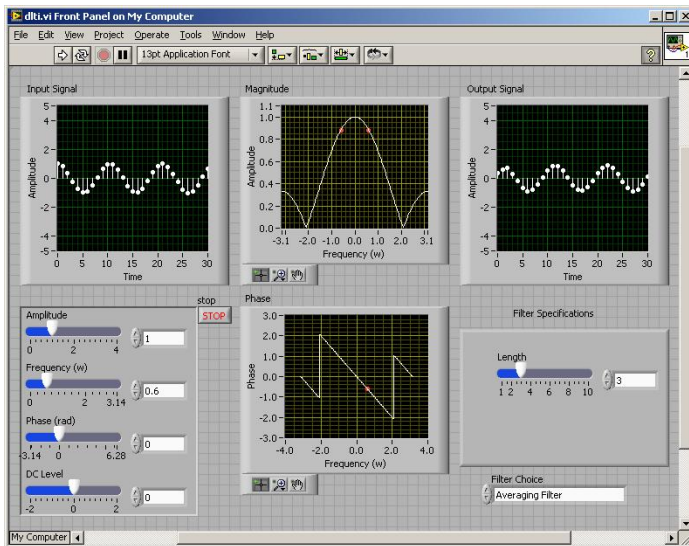 dlti.vi Front Panel on My Computer
File Edit View Project Operate Tools Window Help
13pt Application Font
1
Input Signal
Amplitude
5
4
2
0
-2
-4
-5
0 5 10 15 20 25 30
Time
Magnitude
Amplitude
1.1
1.0
0.8
0.6
0.4
0.2
0.0
-3.1 -2.0 -1.0 0.0 1.0 2.0 3.1
Frequency (w)
Output Signal
Amplitude
5
4
2
0
-2
-4
-5
0 5 10 15 20 25 30
Time
stop
STOP
Amplitude
0 2 4
1
Frequency (w)
0 2 3.14
0.6
Phase (rad)
-3.14 0 6.28
0
DC Level
-2 0 2
0
Phase
Phase
3.0
2.0
1.0
0.0
-1.0
-2.0
-3.0
-4.0 -2.0 0.0 2.0 4.0
Frequency (w)
Filter Specifications
Length
1 2 4 6 8 10
3
Filter Choice
Averaging Filter
My Computer